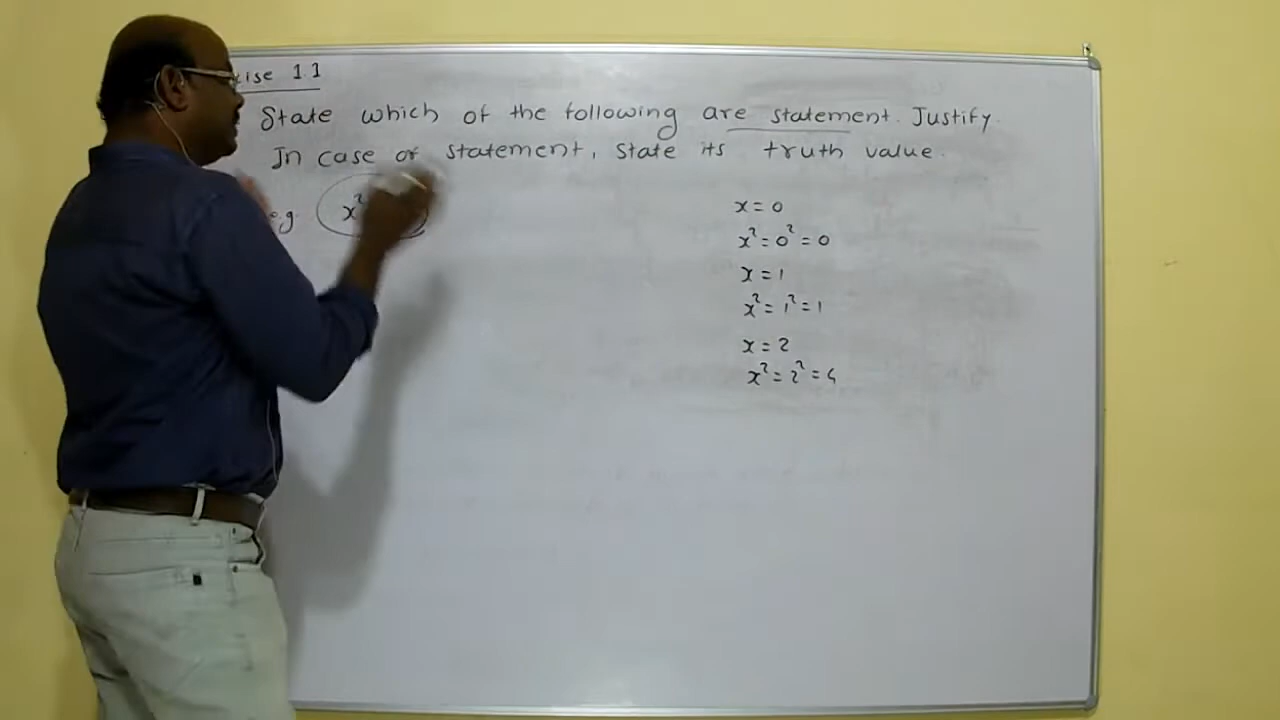 ise 1 1
State which of the following are statement. Justify.
In case of statement, state its truth value.
e.g. x²
x = 0
x² = 0² = 0
x = 1
x² = 1² = 1
x = 2
x² = 2² = 4